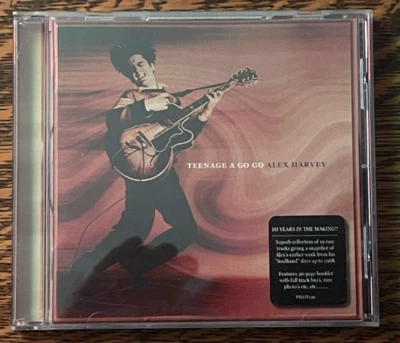 TEENAGE A GO GO ALEX HARVEY
10 YEARS IN THE MAKING!!
Superb collection of 29 rare
tracks giving a snapshot of
Alex's earlier work from his
"Soulband" days up to 1968
Features 20 page booklet
with full track bio's, rare
photo's etc, etc.........